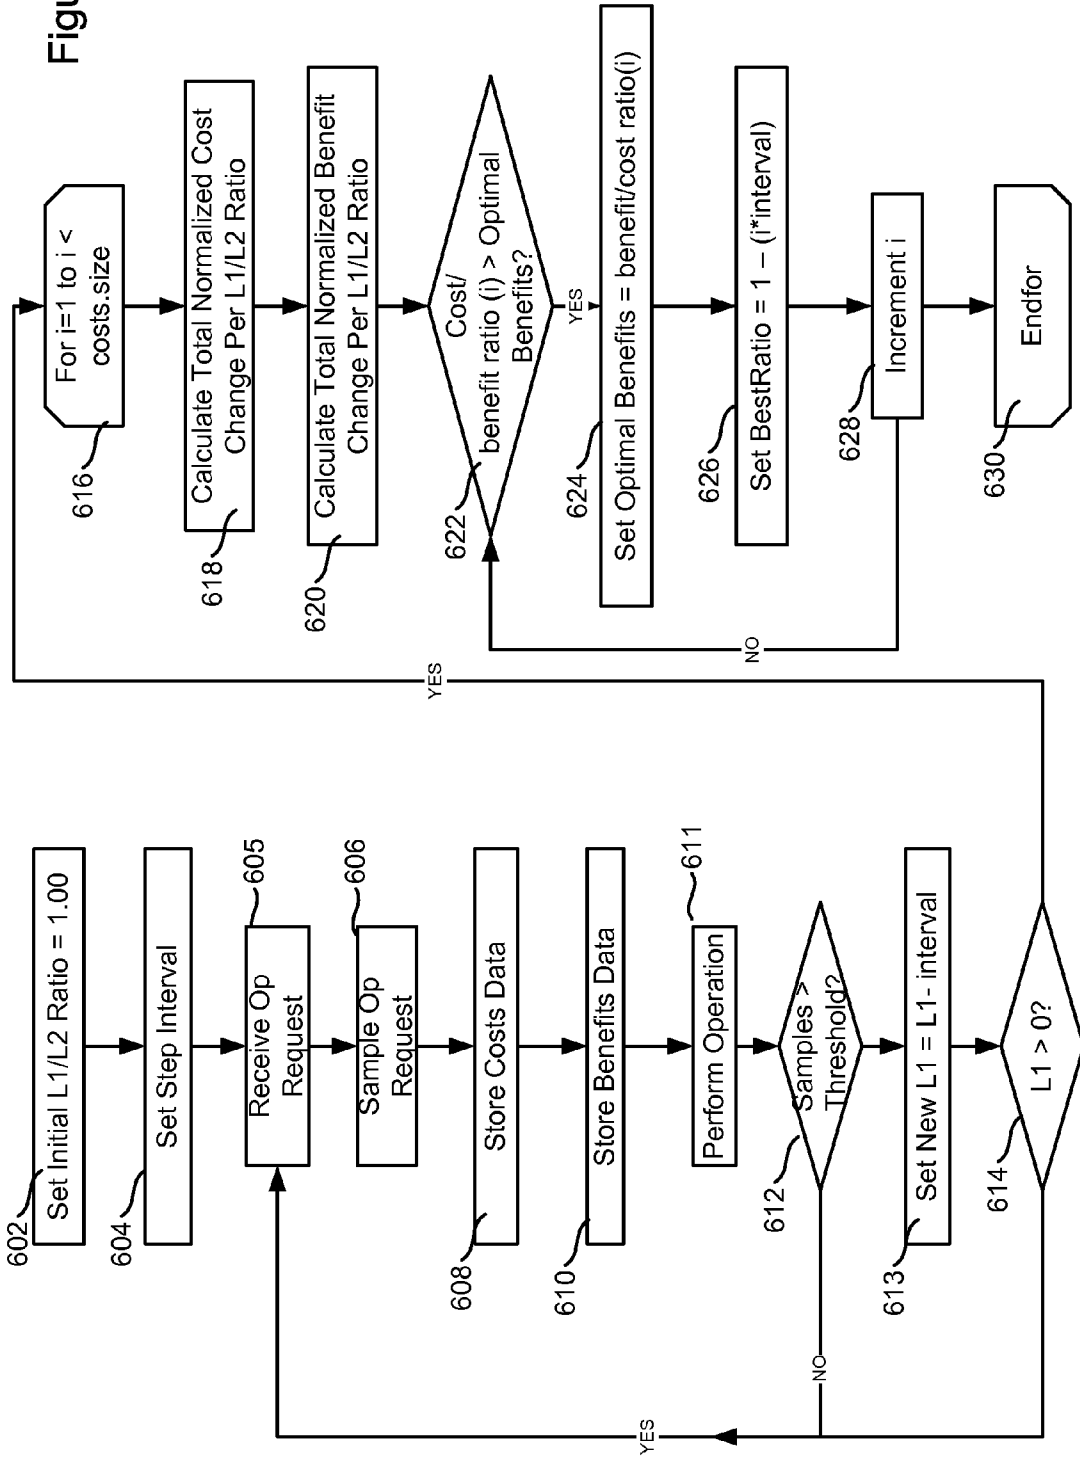 Figu
602
Set Initial L1/L2 Ratio = 1.00
604
Set Step Interval
605
Receive Op
Request
606
Sample Op
Request
608
Store Costs Data
610
Store Benefits Data
611
Perform Operation
612
Samples >
Threshold?
NO
613
Set New L1 = L1- interval
614
L1 > 0?
YES
YES
616
For i=1 to i <
costs.size
618
Calculate Total Normalized Cost
Change Per L1/L2 Ratio
620
Calculate Total Normalized Benefit
Change Per L1/L2 Ratio
622
Cost/
benefit ratio (i) > Optimal
Benefits?
YES
624
Set Optimal Benefits = benefit/cost ratio(i)
626
Set BestRatio = 1 – (i*interval)
NO
628
Increment i
630
Endfor